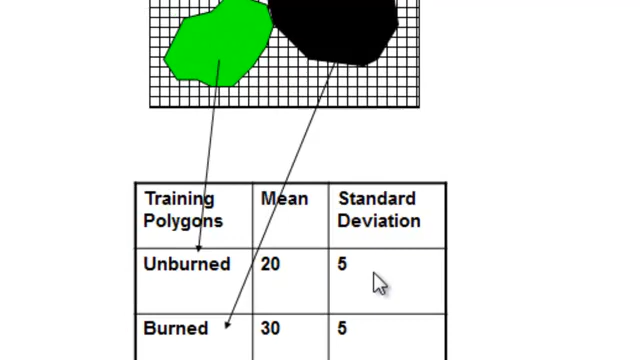 Training Mean Standard
Polygons Deviation
Unburned 20 5
Burned 30 5